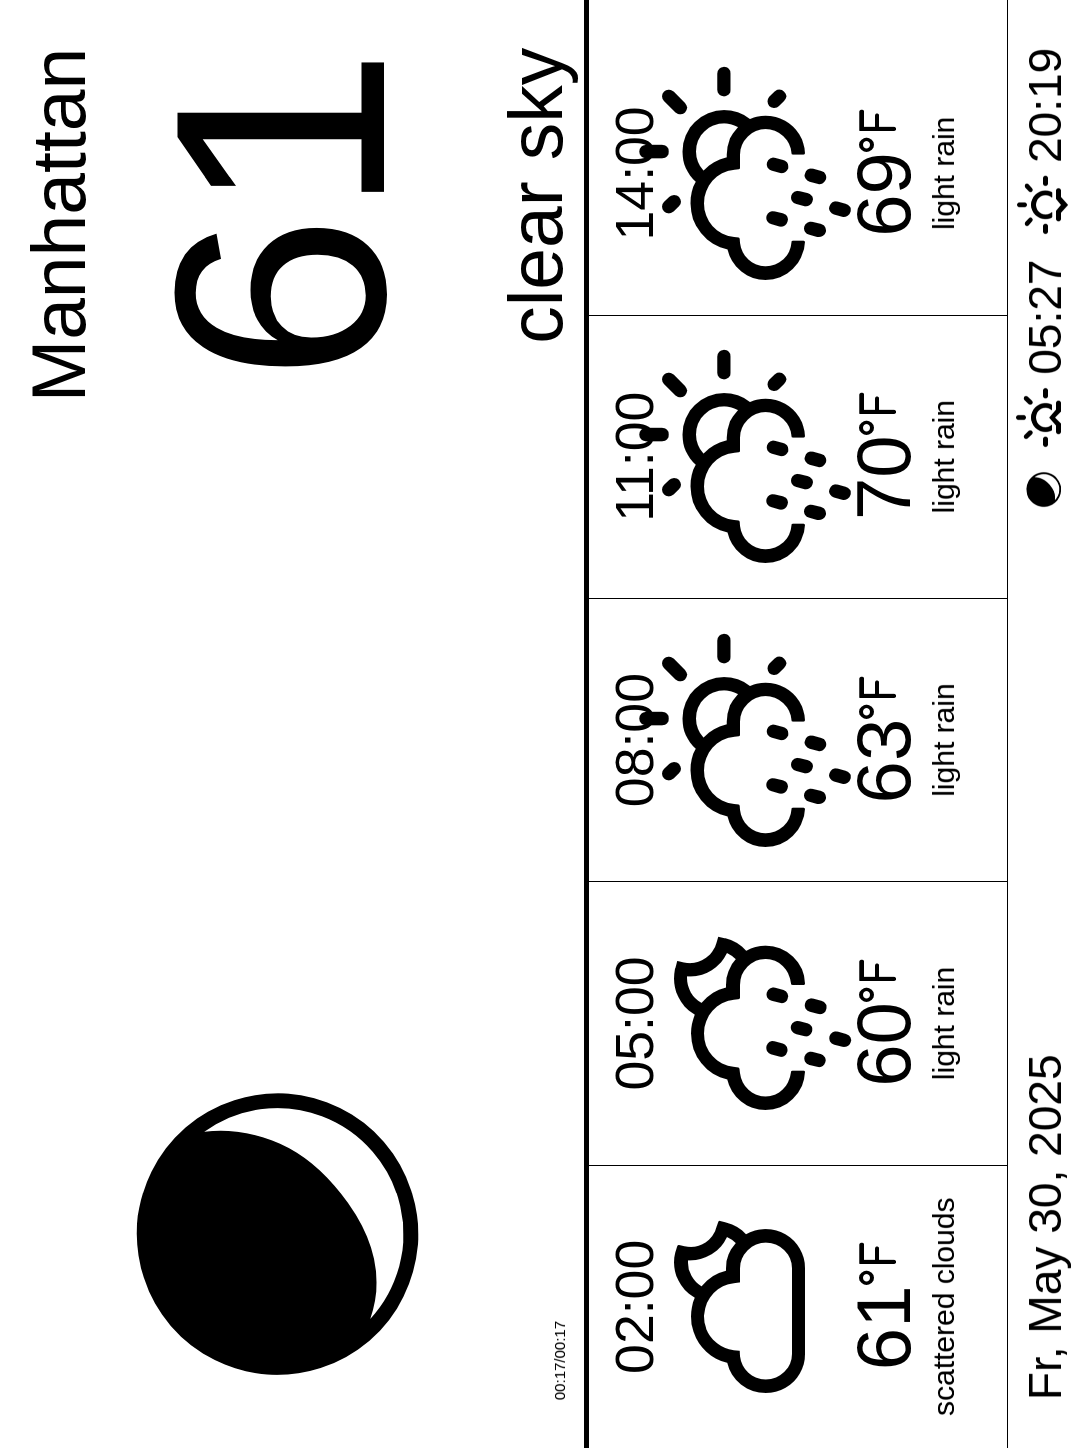 Manhattan
61
clear sky
00:17/00:17
02:00
05:00
08:00
11:00
14:00
61°F
60°F
63°F
70°F
69°F
scattered clouds
light rain
light rain
light rain
light rain
Fr, May 30, 2025
05:27
20:19